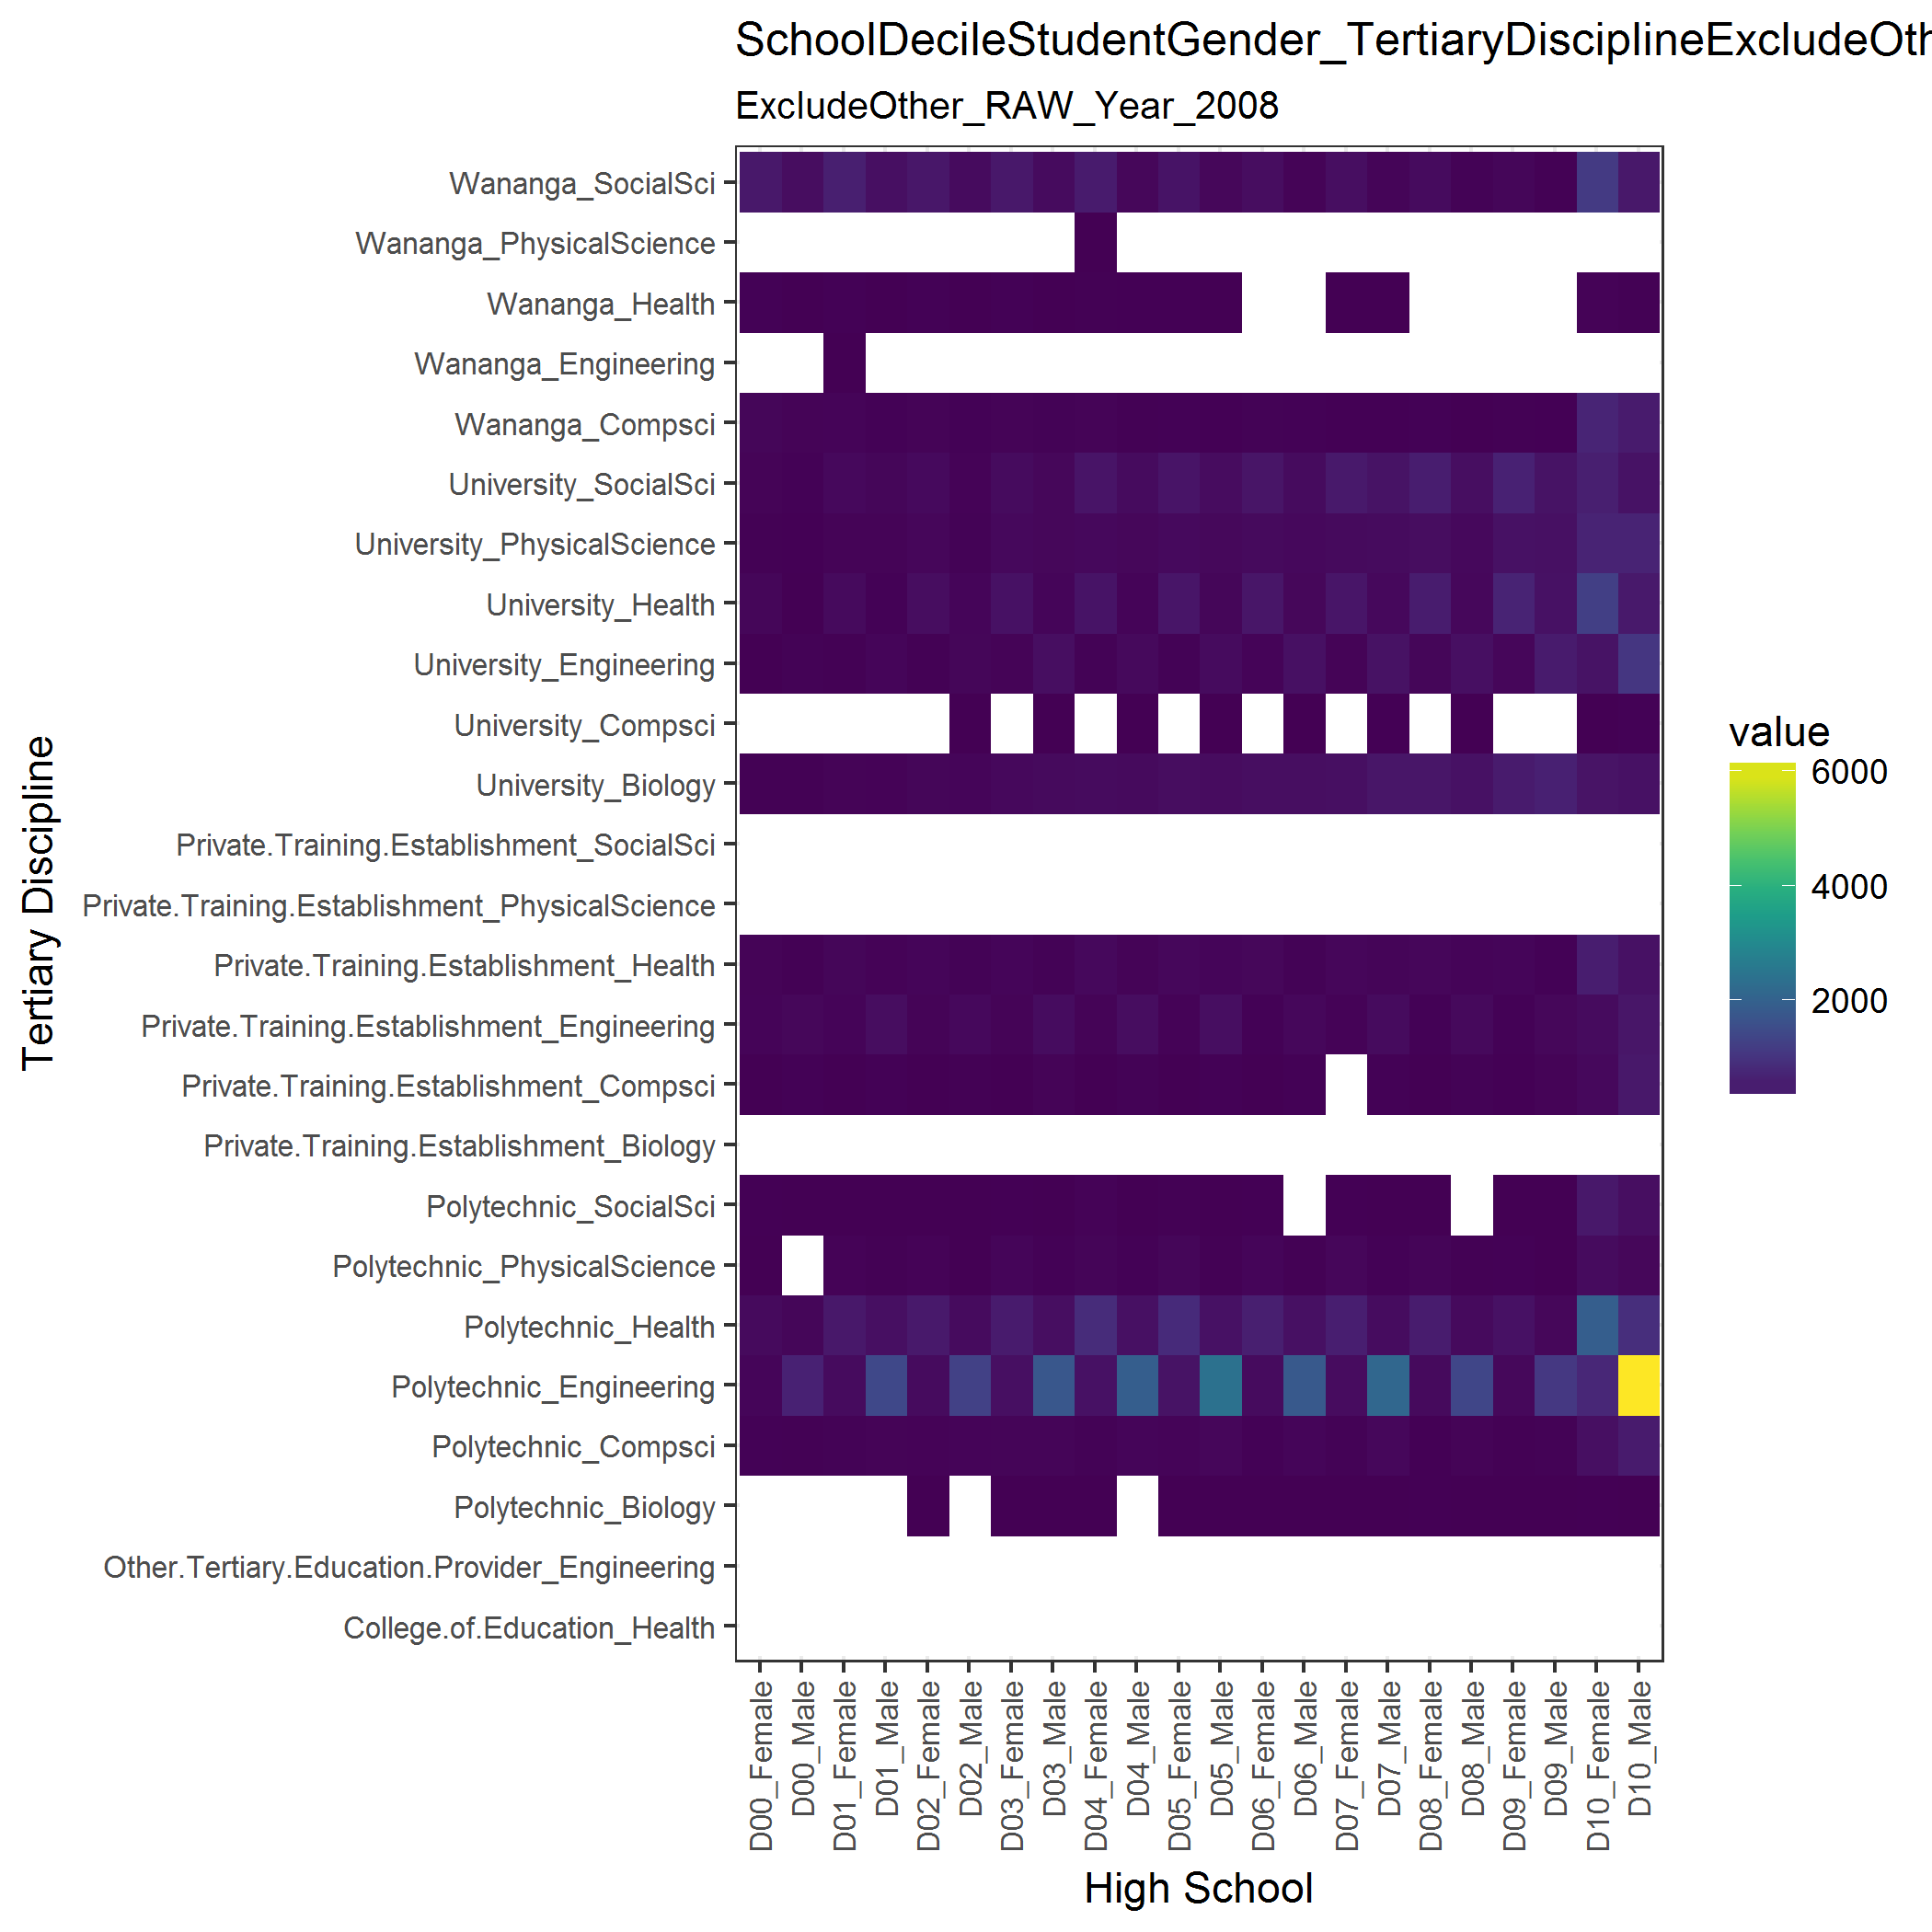 SchoolDecileStudentGender_TertiaryDisciplineExcludeOth
ExcludeOther_RAW_Year_2008
Wananga_SocialSci
Wananga_PhysicalScience
Wananga_Health
Wananga_Engineering
Wananga_Compsci
University_SocialSci
University_PhysicalScience
University_Health
University_Engineering
University_Compsci
University_Biology
Private.Training.Establishment_SocialSci
Private.Training.Establishment_PhysicalScience
Private.Training.Establishment_Health
Private.Training.Establishment_Engineering
Private.Training.Establishment_Compsci
Private.Training.Establishment_Biology
Polytechnic_SocialSci
Polytechnic_PhysicalScience
Polytechnic_Health
Polytechnic_Engineering
Polytechnic_Compsci
Polytechnic_Biology
Other.Tertiary.Education.Provider_Engineering
College.of.Education_Health
Tertiary Discipline
D00_Female
D00_Male
D01_Female
D01_Male
D02_Female
D02_Male
D03_Female
D03_Male
D04_Female
D04_Male
D05_Female
D05_Male
D06_Female
D06_Male
D07_Female
D07_Male
D08_Female
D08_Male
D09_Female
D09_Male
D10_Female
D10_Male
High School
value
6000
4000
2000